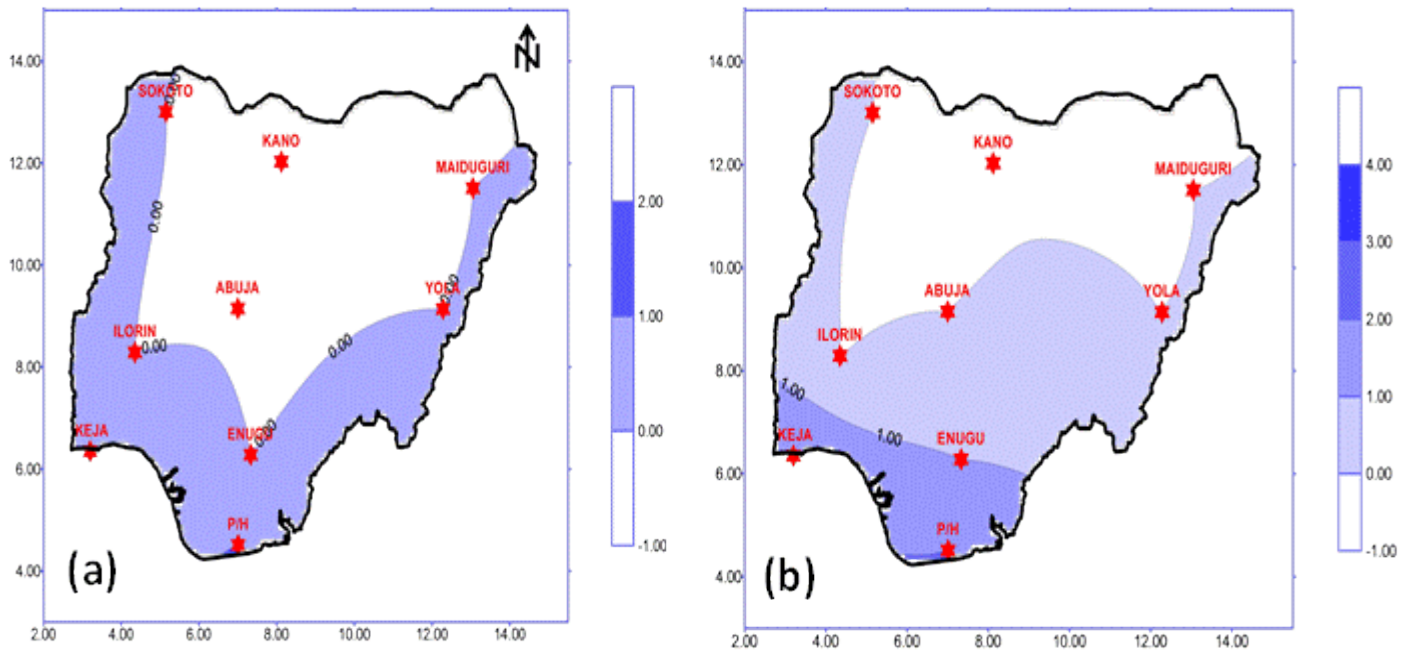 14.00
12.00
10.00
8.00
6.00
4.00
2.00 4.00 6.00 8.00 10.00 12.00 14.00
N
SOKOTO
KANO
MAIDUGURI
ABUJA
YOLA
ILORIN
ENUGU
KEJA
P/H
0.00
0.00
0.00
0.00
0.00
0.00
2.00
1.00
0.00
-1.00
(a)
14.00
12.00
10.00
8.00
6.00
4.00
2.00 4.00 6.00 8.00 10.00 12.00 14.00
SOKOTO
KANO
MAIDUGURI
ABUJA
YOLA
ILORIN
ENUGU
KEJA
P/H
1.00
1.00
4.00
3.00
2.00
1.00
0.00
-1.00
(b)